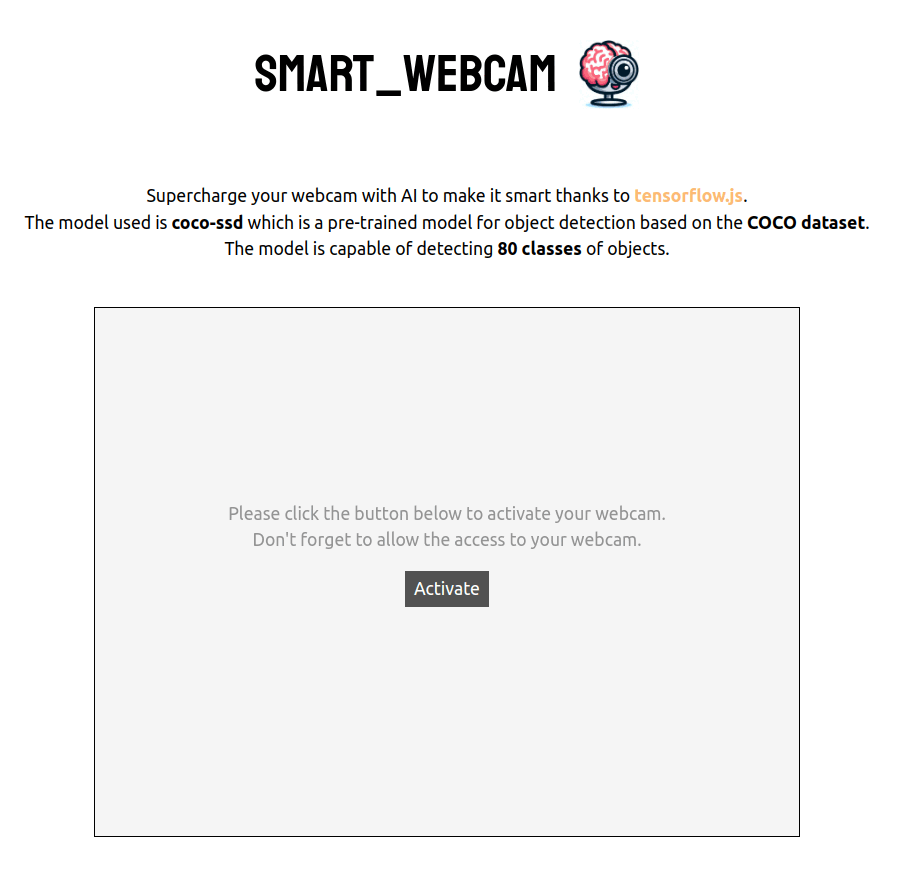 SMART_WEBCAM
Supercharge your webcam with AI to make it smart thanks to tensorflow.js.
The model used is coco-ssd which is a pre-trained model for object detection based on the COCO dataset.
The model is capable of detecting 80 classes of objects.
Please click the button below to activate your webcam.
Don't forget to allow the access to your webcam.
Activate